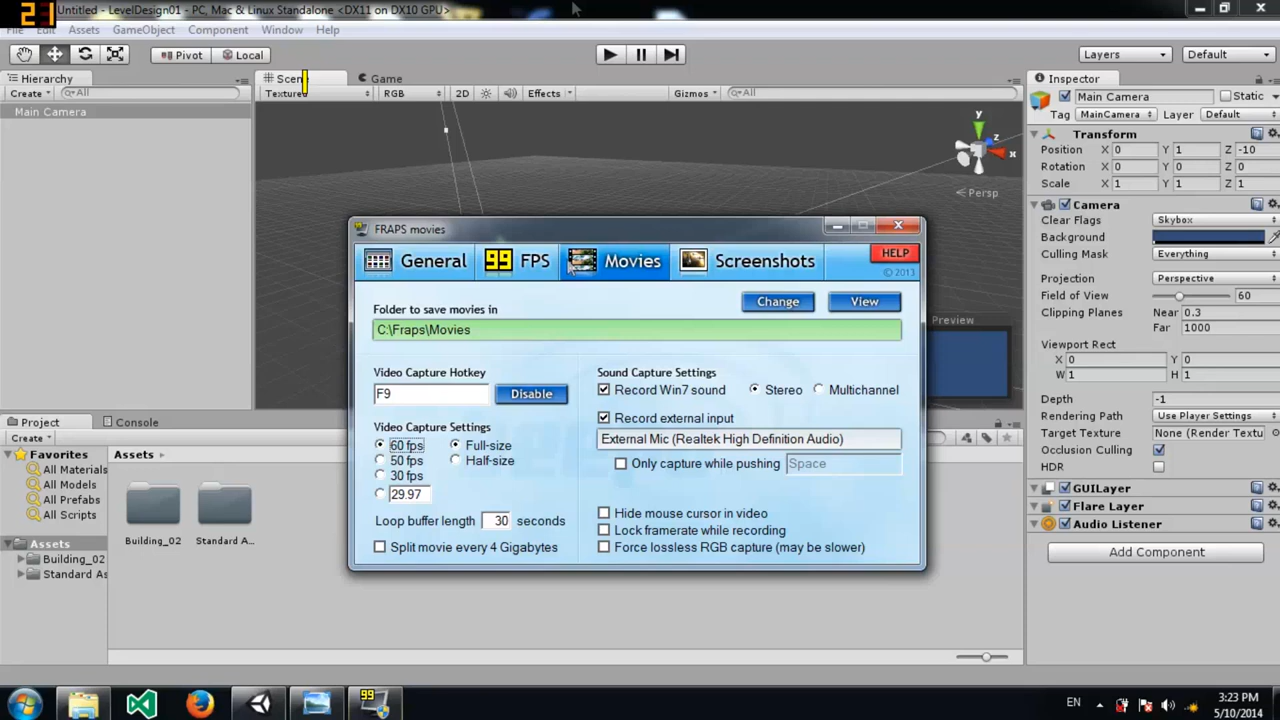 23
Untitled - LevelDesign01 - PC, Mac & Linux Standalone <DX11 on DX10 GPU>
File Edit Assets GameObject Component Window Help
Pivot Local Layers Default
Hierarchy Scene Game Inspector
Create All Textured RGB 2D Effects Gizmos All Main Camera Static
Main Camera Tag MainCamera Layer Default
Transform
Position X 0 Y 1 Z -10
Rotation X 0 Y 0 Z 0
Scale X 1 Y 1 Z 1
y z x
Persp
Camera
Clear Flags Skybox
Background
Culling Mask Everything
Projection Perspective
Field of View 60
Clipping Planes Near 0.3
Far 1000
Viewport Rect
X 0 Y 0
W 1 H 1
Depth -1
Rendering Path Use Player Settings
Target Texture None (Render Textu
Occlusion Culling
HDR
GUILayer
Flare Layer
Audio Listener
Add Component
Preview
FRAPS movies
General 99 FPS Movies Screenshots HELP
© 2013
Folder to save movies in Change View
C:\Fraps\Movies
Video Capture Hotkey
F9 Disable
Video Capture Settings
60 fps Full-size
50 fps Half-size
30 fps
29.97
Loop buffer length 30 seconds
Split movie every 4 Gigabytes
Sound Capture Settings
Record Win7 sound Stereo Multichannel
Record external input
External Mic (Realtek High Definition Audio)
Only capture while pushing Space
Hide mouse cursor in video
Lock framerate while recording
Force lossless RGB capture (may be slower)
Project Console
Create
Favorites
All Materials
All Models
All Prefabs
All Scripts
Assets
Building_02
Standard As
Assets
Building_02 Standard A...
99
EN
3:23 PM
5/10/2014